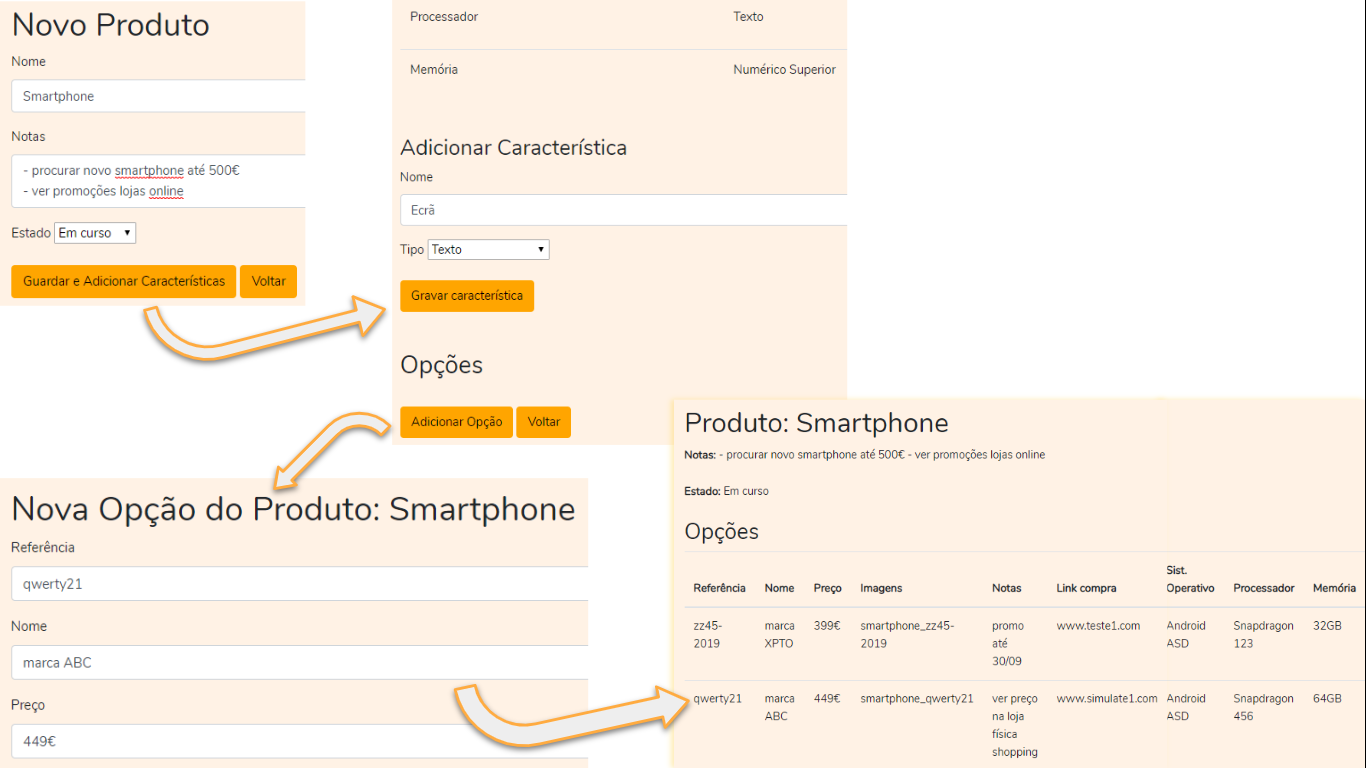 Novo Produto
Nome
Smartphone
Notas
- procurar novo smartphone até 500€
- ver promoções lojas online
Estado Em curso
Guardar e Adicionar Características Voltar
Processador Texto
Memória Numérico Superior
Adicionar Característica
Nome
Ecrã
Tipo Texto
Gravar característica
Opções
Adicionar Opção Voltar
Nova Opção do Produto: Smartphone
Referência
qwerty21
Nome
marca ABC
Preço
449€
Produto: Smartphone
Notas: - procurar novo smartphone até 500€ - ver promoções lojas online
Estado: Em curso
Opções
Referência Nome Preço Imagens Notas Link compra Sist. Operativo Processador Memória
zz45-2019 marca XPTO 399€ smartphone_zz45-2019 promo até 30/09 www.teste1.com Android ASD Snapdragon 123 32GB
qwerty21 marca ABC 449€ smartphone_qwerty21 ver preço na loja física shopping www.simulate1.com Android ASD Snapdragon 456 64GB